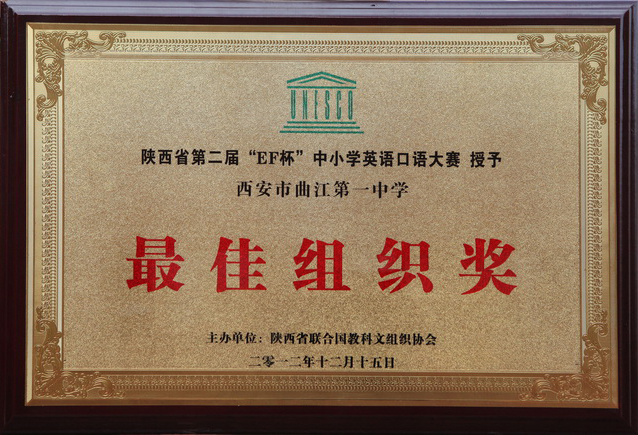 UNESCO
陕西省第二届“EF杯”中小学英语口语大赛 授予
西安市曲江第一中学
最佳组织奖
主办单位：陕西省联合国教科文组织协会
二零一二年十二月十五日